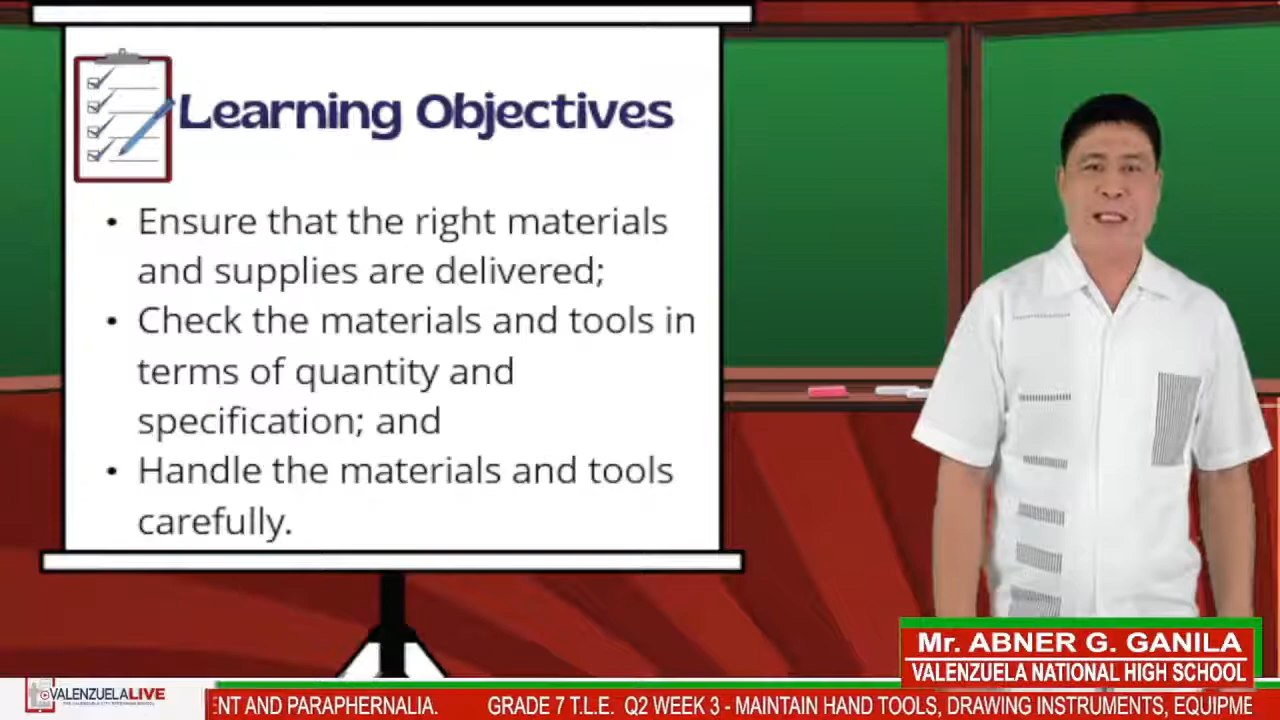 Learning Objectives
• Ensure that the right materials
and supplies are delivered;
• Check the materials and tools in
terms of quantity and
specification; and
• Handle the materials and tools
carefully.
Mr. ABNER G. GANILA
VALENZUELA NATIONAL HIGH SCHOOL
VALENZUELALIVE
ENT AND PARAPHERNALIA. GRADE 7 T.L.E. Q2 WEEK 3 - MAINTAIN HAND TOOLS, DRAWING INSTRUMENTS, EQUIPME